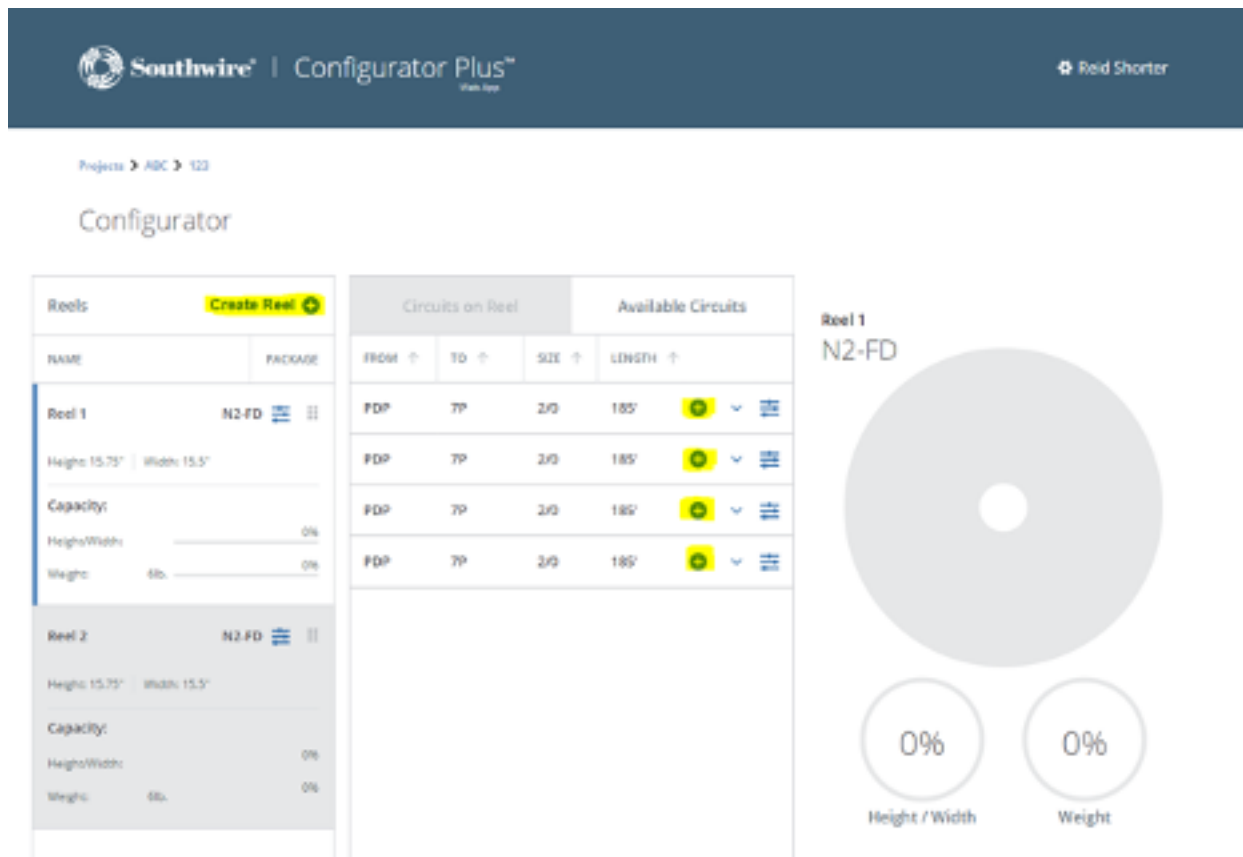 Southwire® | Configurator Plus™
Web App
Reid Shorter
Projects > ABC > 123
Configurator
Reels Create Reel
NAME PACKAGE
Reel 1 N2-FD
Height: 15.75" Width: 15.5"
Capacity:
Height/Width: 0%
Weight: 6lb. 0%
Reel 2 N2-FD
Height: 15.75" Width: 15.5"
Capacity:
Height/Width: 0%
Weight: 6lb. 0%
Circuits on Reel Available Circuits
FROM TO SIZE LENGTH
PDP 7P 2/0 185'
PDP 7P 2/0 185'
PDP 7P 2/0 185'
PDP 7P 2/0 185'
Reel 1
N2-FD
0% 0%
Height / Width Weight